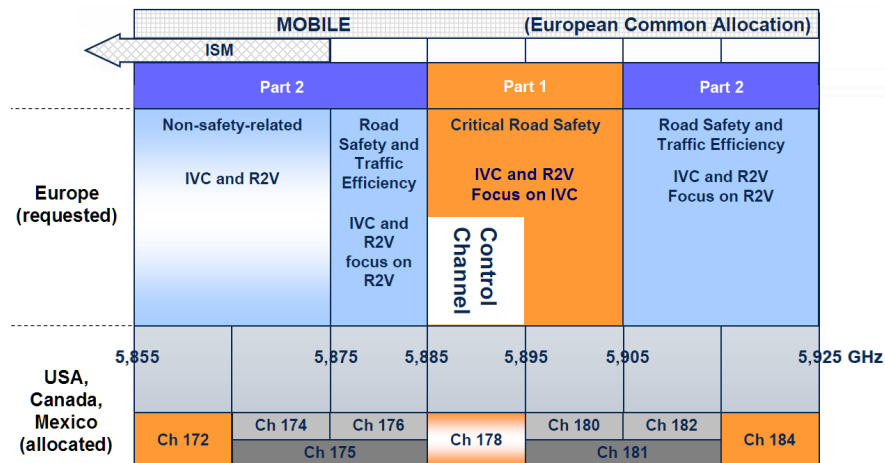 MOBILE (European Common Allocation)
ISM
Part 2 Part 1 Part 2
Europe
(requested)
Non-safety-related
IVC and R2V
Road
Safety and
Traffic
Efficiency
IVC and
R2V
focus on
R2V
Critical Road Safety
IVC and R2V
Focus on IVC
Control
Channel
Road Safety and
Traffic Efficiency
IVC and R2V
Focus on R2V
5,855 5,875 5,885 5,895 5,905 5,925 GHz
USA,
Canada,
Mexico
(allocated)
Ch 172 Ch 174 Ch 176 Ch 178 Ch 180 Ch 182 Ch 184
Ch 175 Ch 181